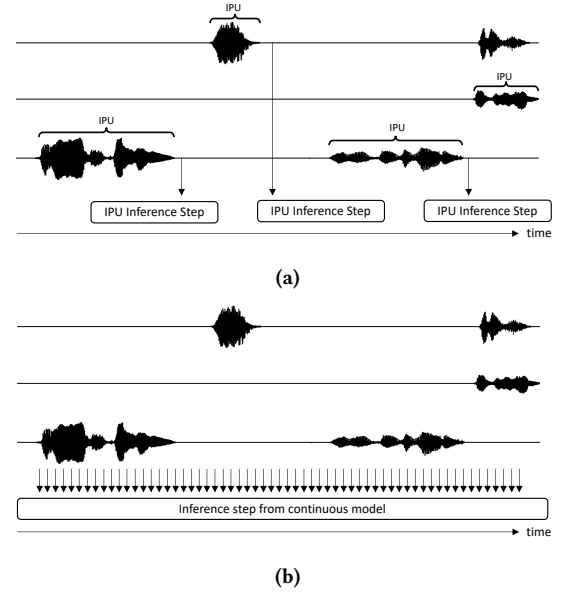 IPU
IPU
IPU
IPU
IPU Inference Step
IPU Inference Step
IPU Inference Step
time
(a)
Inference step from continuous model
time
(b)